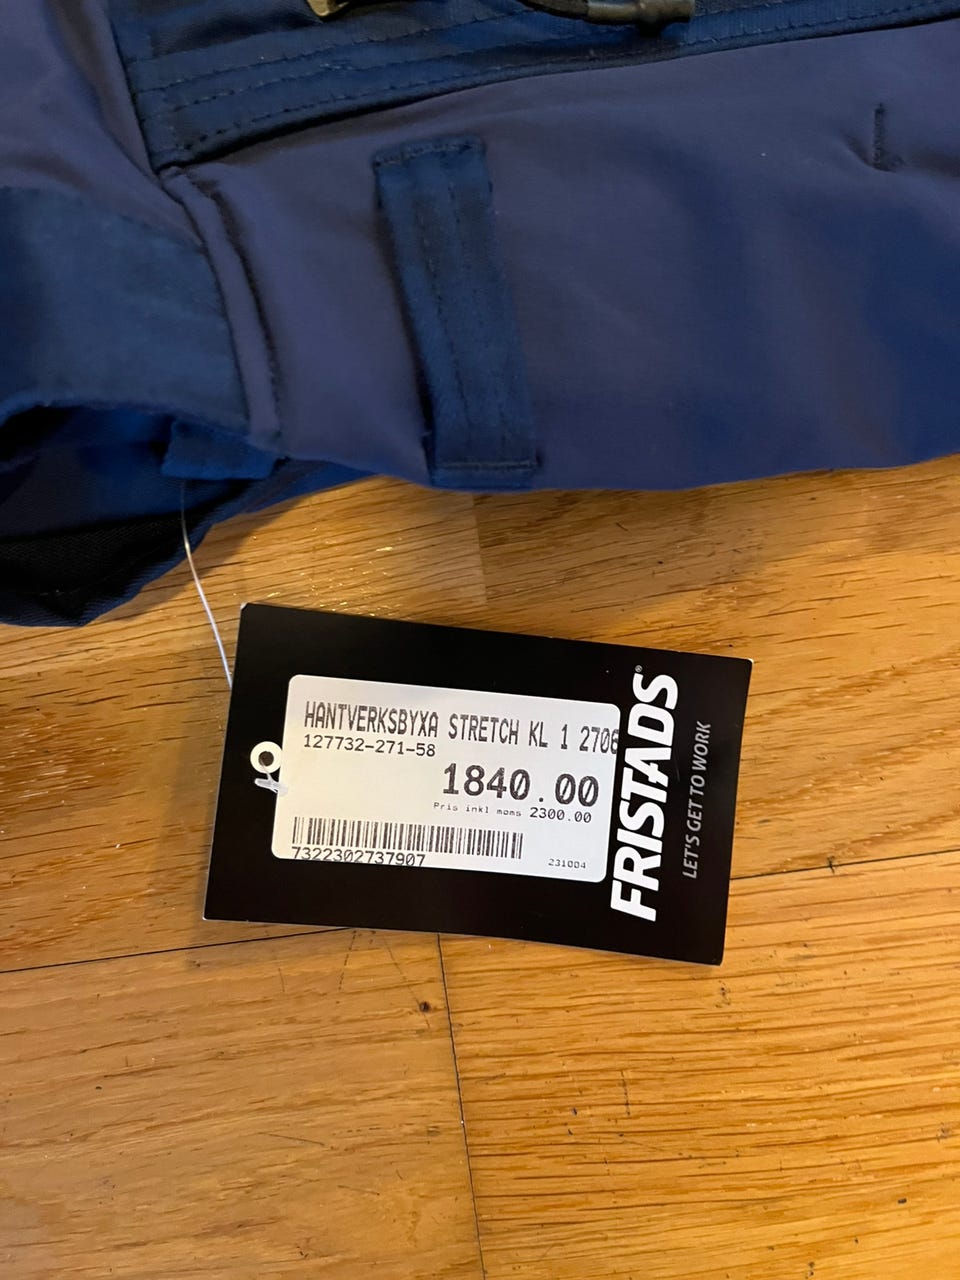 HANTVERKSBYXA STRETCH KL 1 2706
127732-271-58
1840.00
Pris inkl moms 2300.00
7322302737907
231004
FRISTADS®
LET'S GET TO WORK